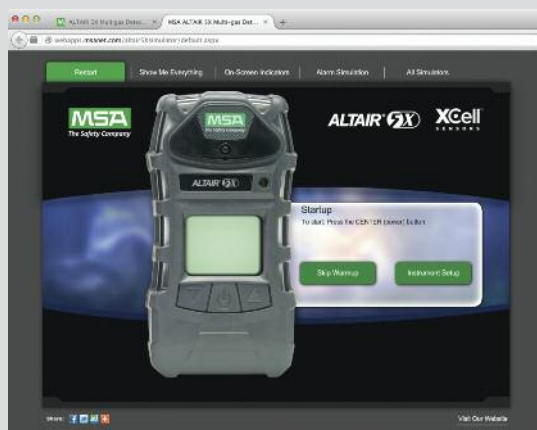 ALTAIR 5X Multigas Detec...
MSA ALTAIR 5X Multi-gas Det...
webapps.msanet.com/altair5xsimulator/default.aspx
Restart
Show Me Everything
On-Screen Indicators
Alarm Simulation
All Simulators
MSA
The Safety Company
MSA
ALTAIR 5X
XCell
SENSORS
ALTAIR 5X
Startup
To start: Press the CENTER (power) button
Skip Warmup
Instrument Setup
Share:
Visit Our Website